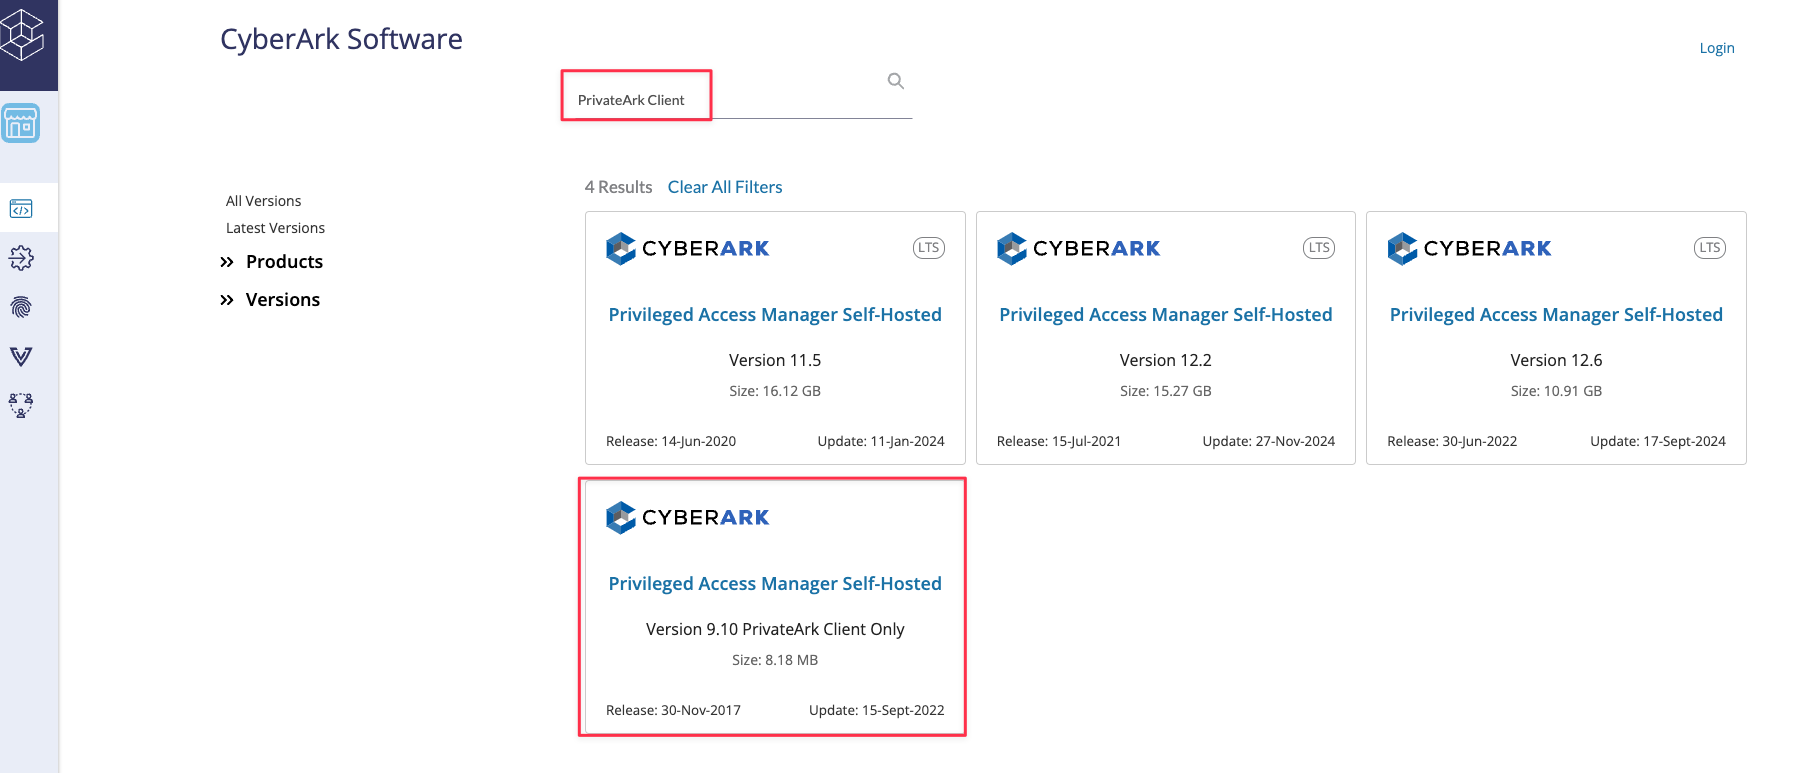 CyberArk Software
Login
PrivateArk Client
All Versions
Latest Versions
Products
Versions
4 Results Clear All Filters
CYBERARK LTS
Privileged Access Manager Self-Hosted
Version 11.5
Size: 16.12 GB
Release: 14-Jun-2020 Update: 11-Jan-2024
CYBERARK LTS
Privileged Access Manager Self-Hosted
Version 12.2
Size: 15.27 GB
Release: 15-Jul-2021 Update: 27-Nov-2024
CYBERARK LTS
Privileged Access Manager Self-Hosted
Version 12.6
Size: 10.91 GB
Release: 30-Jun-2022 Update: 17-Sept-2024
CYBERARK
Privileged Access Manager Self-Hosted
Version 9.10 PrivateArk Client Only
Size: 8.18 MB
Release: 30-Nov-2017 Update: 15-Sept-2022